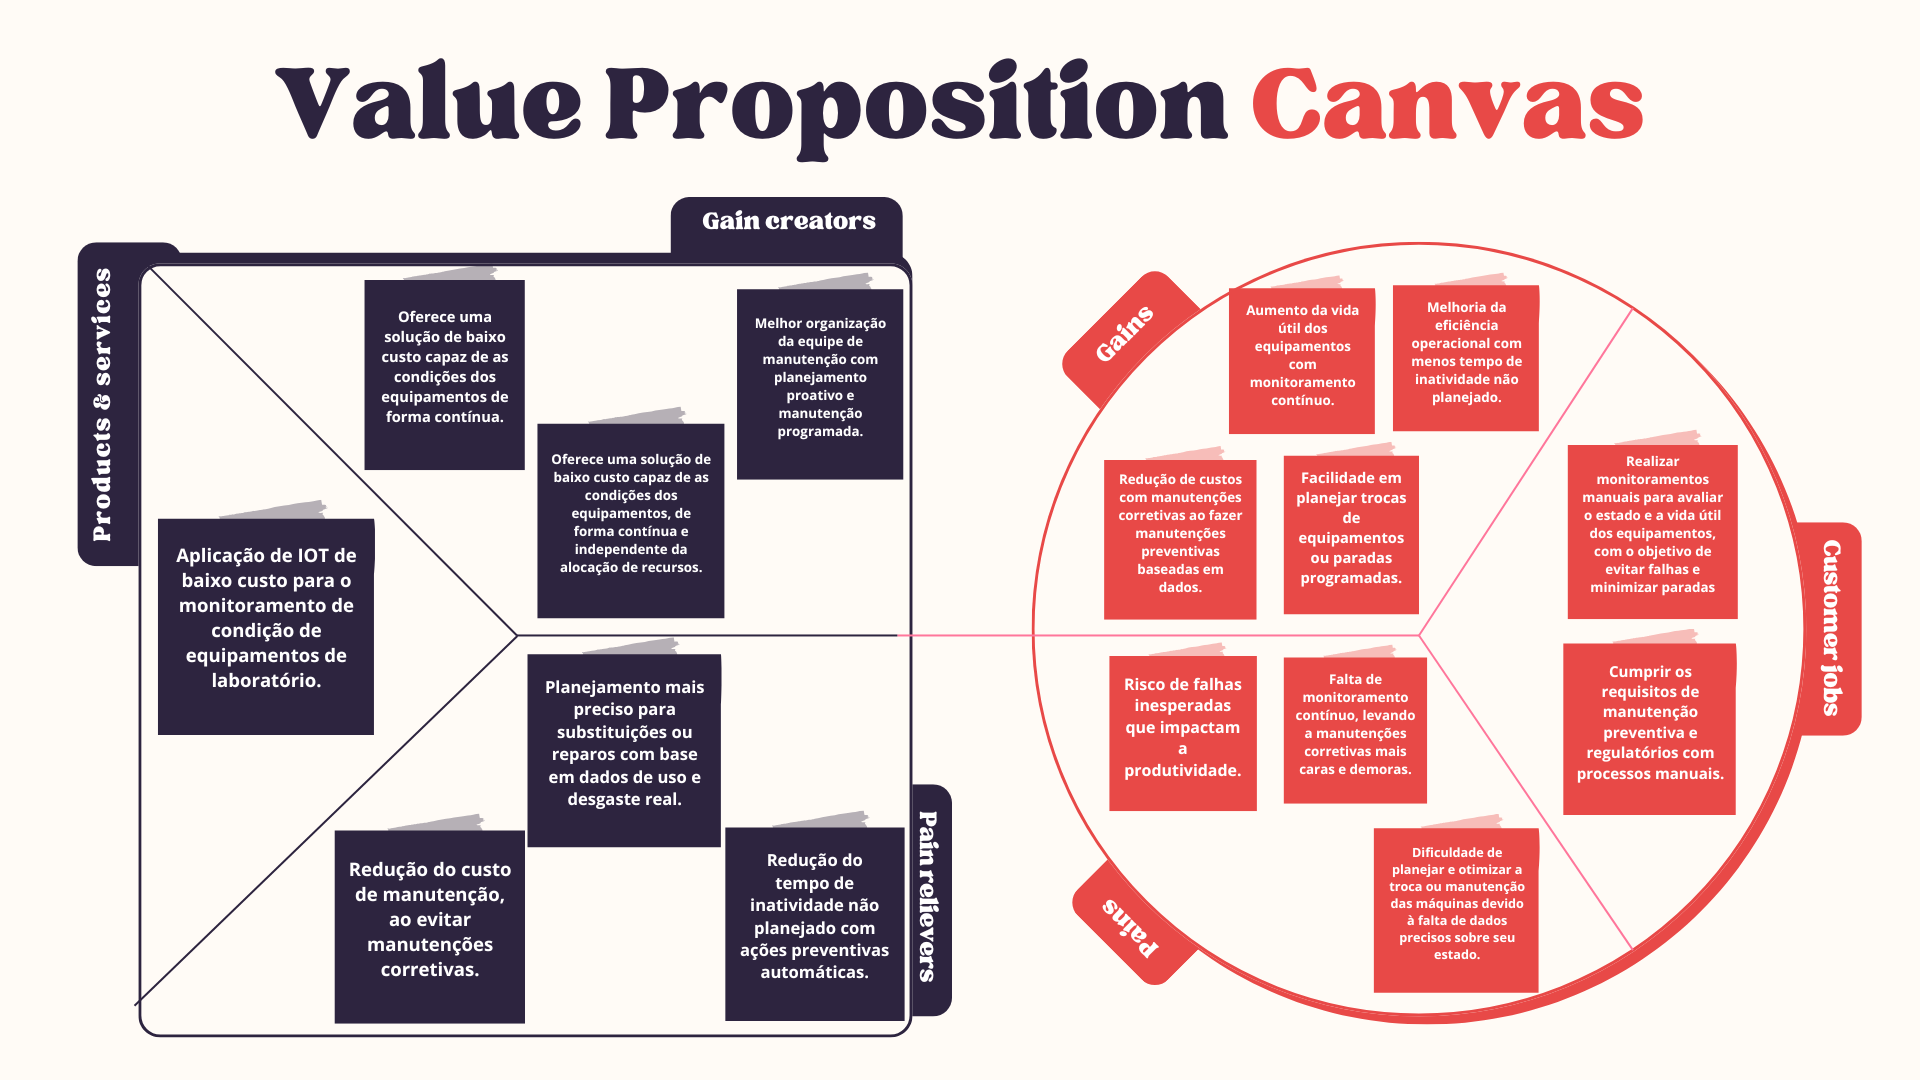 Value Proposition Canvas
Products & services
Gain creators
Oferece uma
solução de baixo
custo capaz de as
condições dos
equipamentos de
forma contínua.
Melhor organização
da equipe de
manutenção com
planejamento
proativo e
manutenção
programada.
Oferece uma solução de
baixo custo capaz de as
condições dos
equipamentos, de
forma contínua e
independente da
alocação de recursos.
Aplicação de IOT de
baixo custo para o
monitoramento de
condição de
equipamentos de
laboratório.
Planejamento mais
preciso para
substituições ou
reparos com base
em dados de uso e
desgaste real.
Redução do custo
de manutenção,
ao evitar
manutenções
corretivas.
Redução do
tempo de
inatividade não
planejado com
ações preventivas
automáticas.
Pain relievers
Gains
Aumento da vida
útil dos
equipamentos
com
monitoramento
contínuo.
Melhoria da
eficiência
operacional com
menos tempo de
inatividade não
planejado.
Redução de custos
com manutenções
corretivas ao fazer
manutenções
preventivas
baseadas em
dados.
Facilidade em
planejar trocas
de
equipamentos
ou paradas
programadas.
Realizar
monitoramentos
manuais para avaliar
o estado e a vida útil
dos equipamentos,
com o objetivo de
evitar falhas e
minimizar paradas
Customer jobs
Cumprir os
requisitos de
manutenção
preventiva e
regulatórios com
processos manuais.
Risco de falhas
inesperadas
que impactam
a
produtividade.
Falta de
monitoramento
contínuo, levando
a manutenções
corretivas mais
caras e demoras.
Dificuldade de
planejar e otimizar a
troca ou manutenção
das máquinas devido
à falta de dados
precisos sobre seu
estado.
Pains